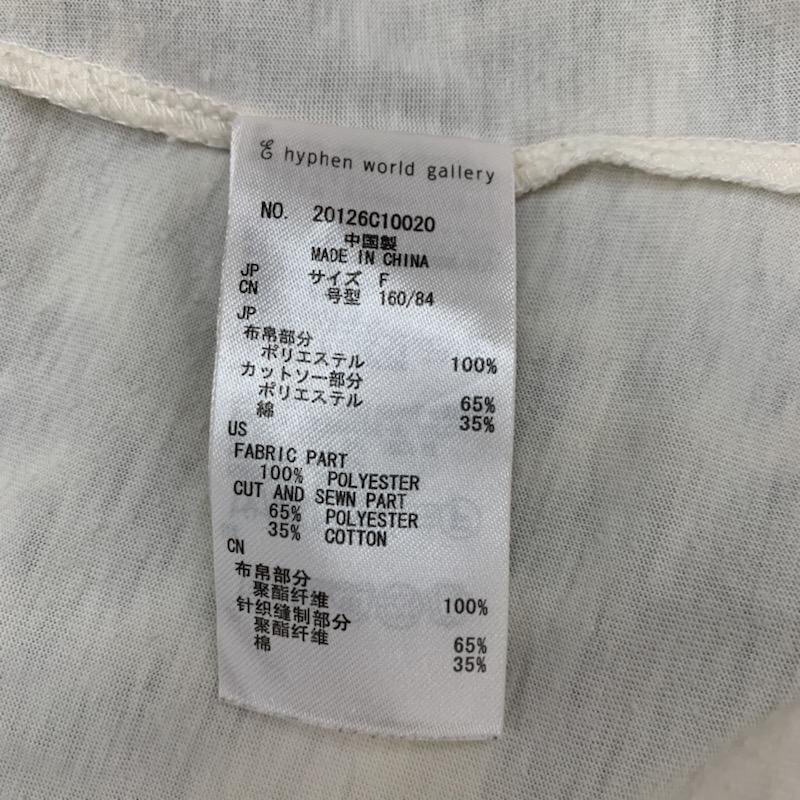 E hyphen world gallery
NO. 20126C10020
中国製
MADE IN CHINA
JP サイズ F
CN 号型 160/84
JP
布帛部分
ポリエステル 100%
カットソー部分
ポリエステル 65%
綿 35%
US
FABRIC PART
100% POLYESTER
CUT AND SEWN PART
65% POLYESTER
35% COTTON
CN
布帛部分
聚酯纤维 100%
针织缝制部分
聚酯纤维 65%
棉 35%